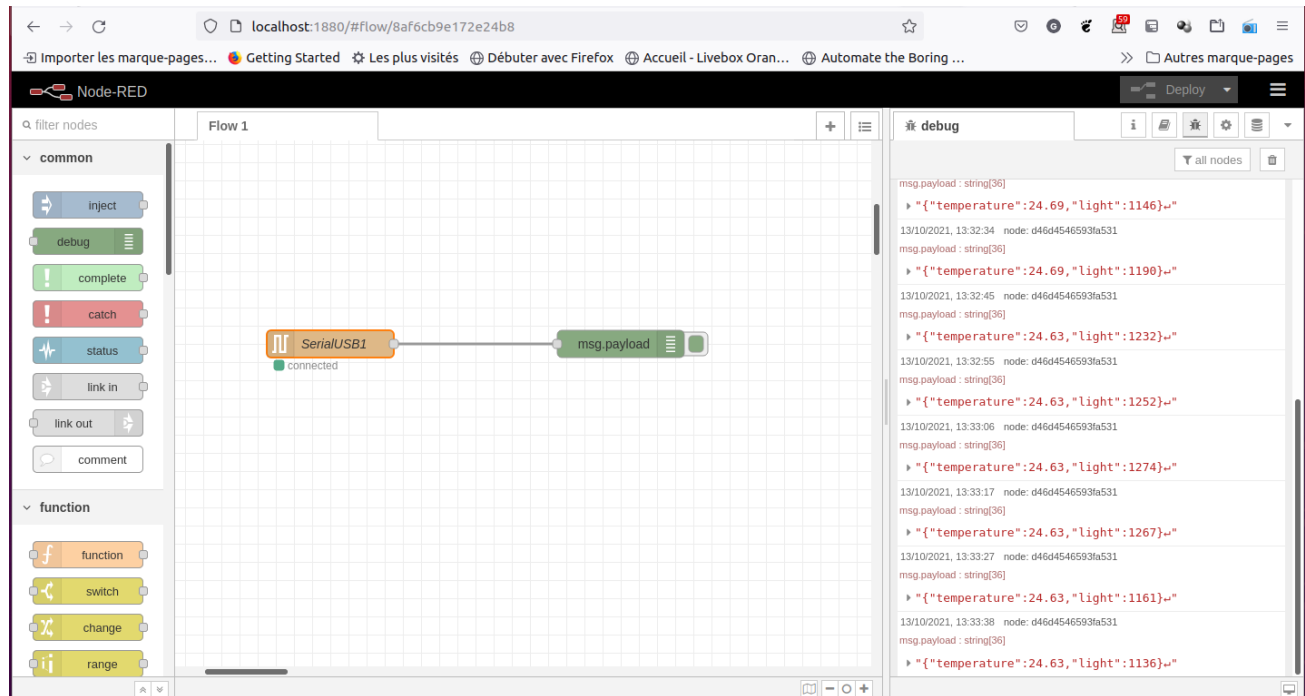 localhost:1880/#flow/8af6cb9e172e24b8
59
Importer les marque-pages... Getting Started Les plus visités Débuter avec Firefox Accueil - Livebox Oran... Automate the Boring ... Autres marque-pages
Node-RED
Deploy
filter nodes
Flow 1
debug
i
all nodes
common
inject
debug
complete
catch
status
link in
link out
comment
function
f function
switch
change
range
SerialUSB1
connected
msg.payload
msg.payload : string[36]
"{"temperature":24.69,"light":1146}↵"
13/10/2021, 13:32:34 node: d46d4546593fa531
msg.payload : string[36]
"{"temperature":24.69,"light":1190}↵"
13/10/2021, 13:32:45 node: d46d4546593fa531
msg.payload : string[36]
"{"temperature":24.63,"light":1232}↵"
13/10/2021, 13:32:55 node: d46d4546593fa531
msg.payload : string[36]
"{"temperature":24.63,"light":1252}↵"
13/10/2021, 13:33:06 node: d46d4546593fa531
msg.payload : string[36]
"{"temperature":24.63,"light":1274}↵"
13/10/2021, 13:33:17 node: d46d4546593fa531
msg.payload : string[36]
"{"temperature":24.63,"light":1267}↵"
13/10/2021, 13:33:27 node: d46d4546593fa531
msg.payload : string[36]
"{"temperature":24.63,"light":1161}↵"
13/10/2021, 13:33:38 node: d46d4546593fa531
msg.payload : string[36]
"{"temperature":24.63,"light":1136}↵"